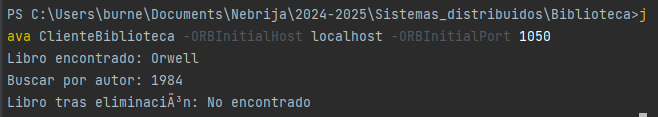 PS C:\Users\burne\Documents\Nebrija\2024-2025\Sistemas_distribuidos\Biblioteca>j
ava ClienteBiblioteca -ORBInitialHost localhost -ORBInitialPort 1050
Libro encontrado: Orwell
Buscar por autor: 1984
Libro tras eliminaciÃ³n: No encontrado